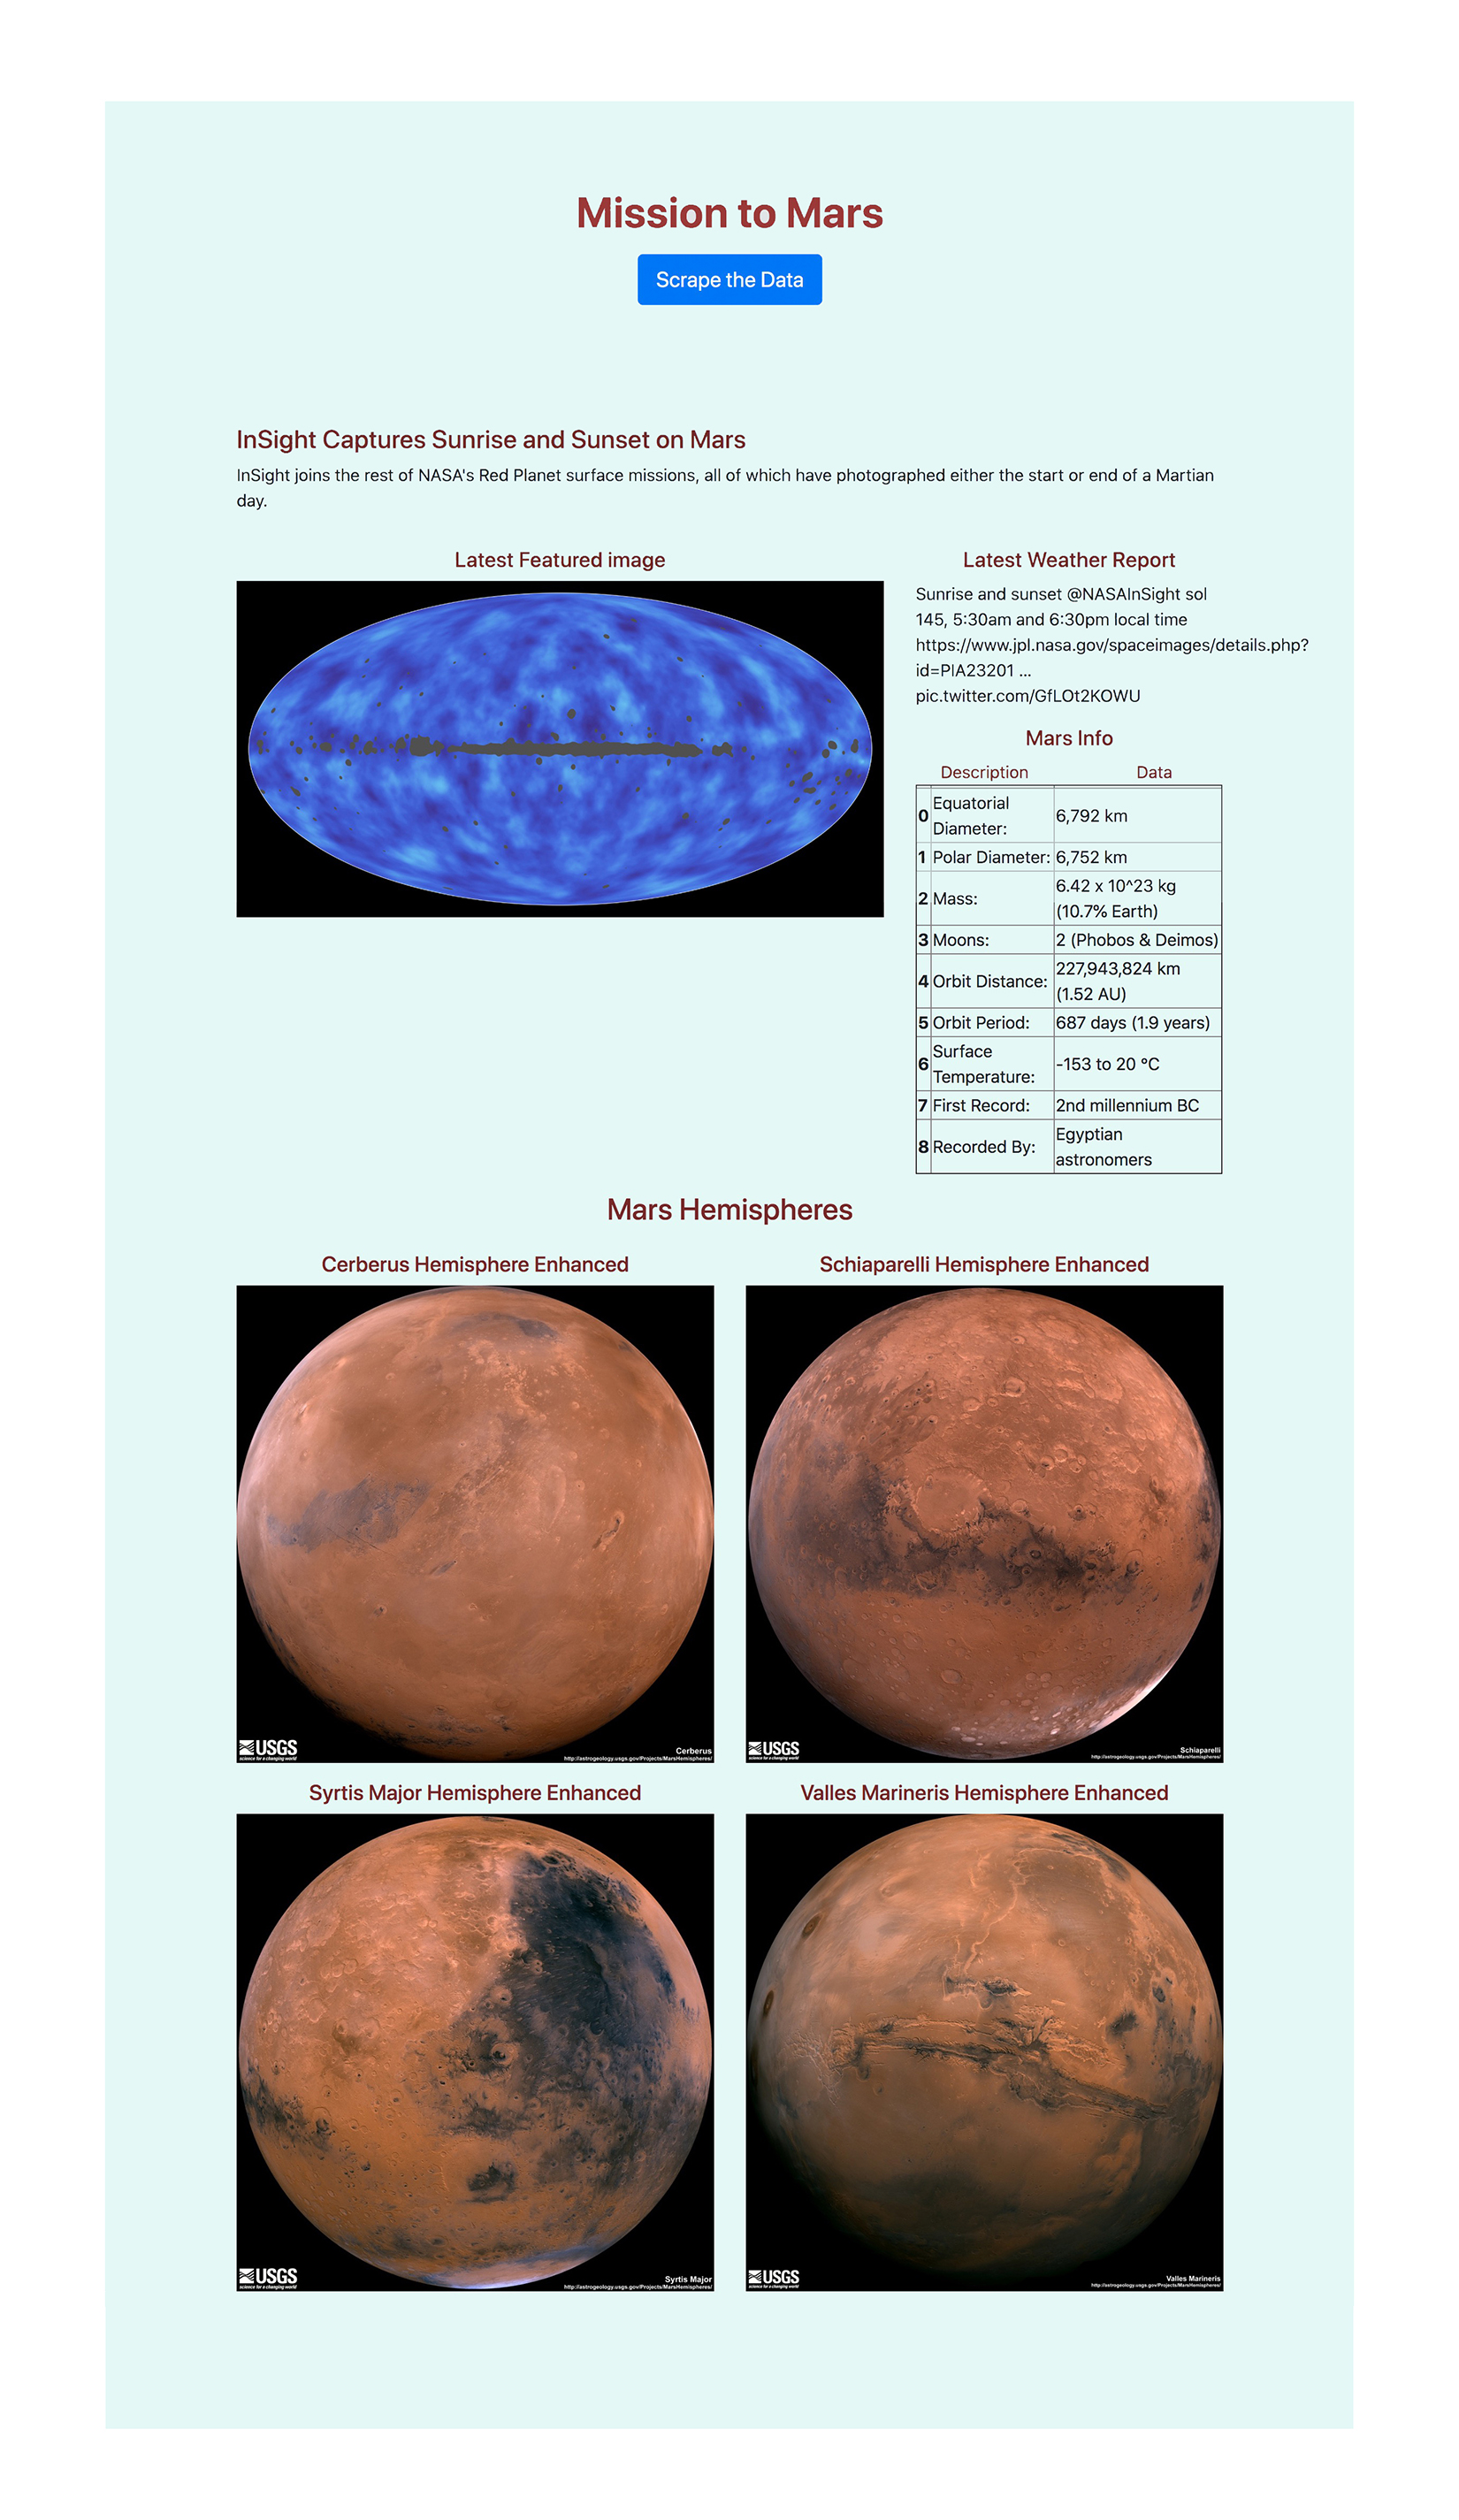 Mission to Mars
Scrape the Data
InSight Captures Sunrise and Sunset on Mars
InSight joins the rest of NASA's Red Planet surface missions, all of which have photographed either the start or end of a Martian
day.
Latest Featured image
Latest Weather Report
Sunrise and sunset @NASAInSight sol
145, 5:30am and 6:30pm local time
https://www.jpl.nasa.gov/spaceimages/details.php?
id=PIA23201 ...
pic.twitter.com/GfLOt2KOWU
Mars Info
Description Data
0 Equatorial Diameter: 6,792 km
1 Polar Diameter: 6,752 km
2 Mass: 6.42 x 10^23 kg (10.7% Earth)
3 Moons: 2 (Phobos & Deimos)
4 Orbit Distance: 227,943,824 km (1.52 AU)
5 Orbit Period: 687 days (1.9 years)
6 Surface Temperature: -153 to 20 °C
7 First Record: 2nd millennium BC
8 Recorded By: Egyptian astronomers
Mars Hemispheres
Cerberus Hemisphere Enhanced
USGS
science for a changing world
Cerberus
http://astrogeology.usgs.gov/Projects/MarsHemispheres/
Schiaparelli Hemisphere Enhanced
USGS
science for a changing world
Schiaparelli
http://astrogeology.usgs.gov/Projects/MarsHemispheres/
Syrtis Major Hemisphere Enhanced
USGS
science for a changing world
Syrtis Major
http://astrogeology.usgs.gov/Projects/MarsHemispheres/
Valles Marineris Hemisphere Enhanced
USGS
science for a changing world
Valles Marineris
http://astrogeology.usgs.gov/Projects/MarsHemispheres/